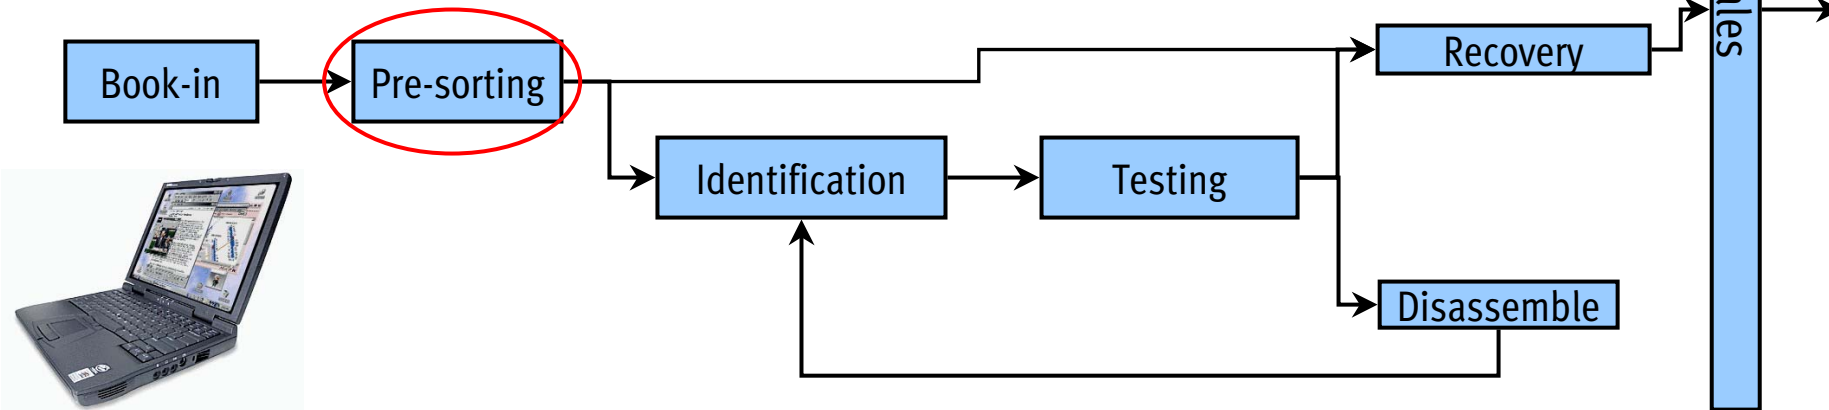 Book-in
Pre-sorting
Recovery
Identification
Testing
Disassemble